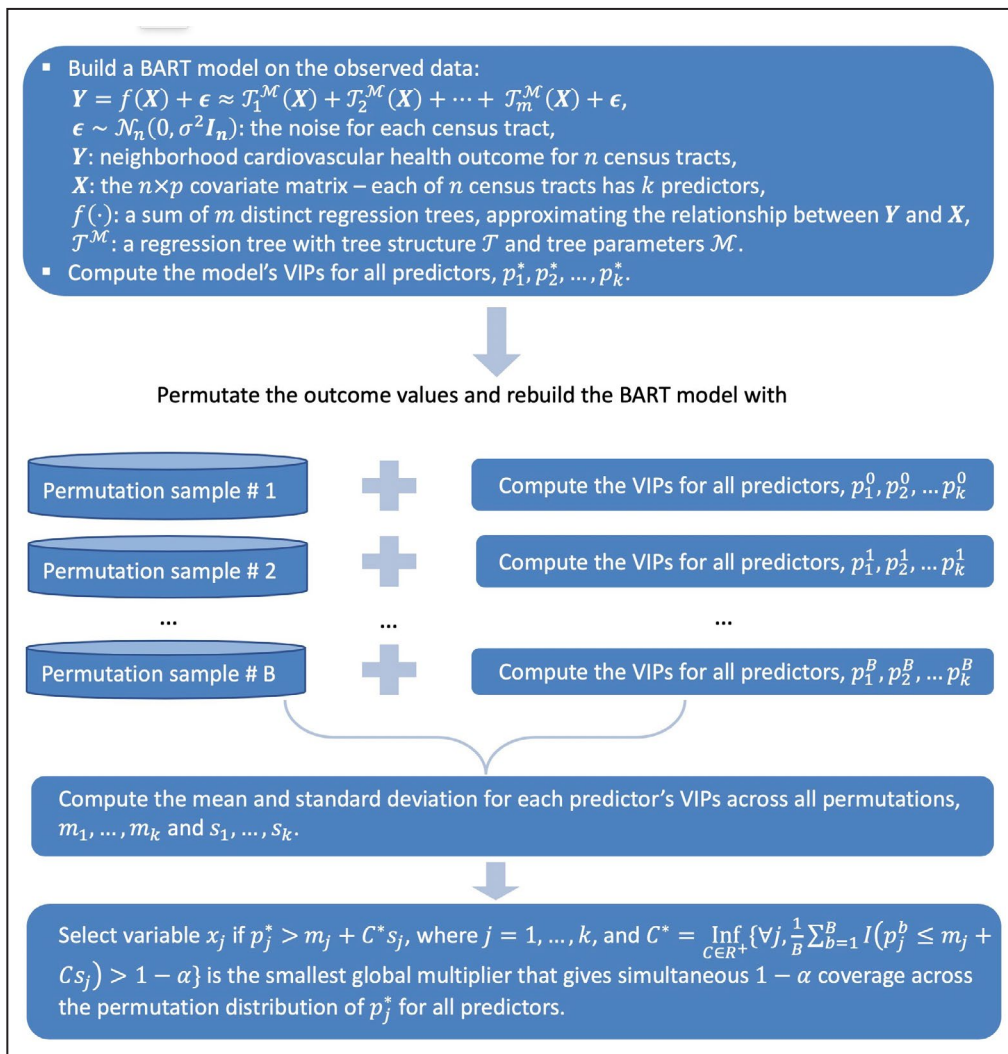 ▪ Build a BART model on the observed data:
𝒀 = 𝑓(𝑿) + 𝝐 ≈ 𝒯₁^ℳ(𝑿) + 𝒯₂^ℳ(𝑿) + ⋯ + 𝒯ₘ^ℳ(𝑿) + 𝝐,
𝝐 ~ 𝒩ₙ(0, σ²𝑰ₙ): the noise for each census tract,
𝒀: neighborhood cardiovascular health outcome for 𝑛 census tracts,
𝑿: the 𝑛×𝑝 covariate matrix – each of 𝑛 census tracts has 𝑘 predictors,
𝑓(·): a sum of 𝑚 distinct regression trees, approximating the relationship between 𝒀 and 𝑿,
𝒯^ℳ: a regression tree with tree structure 𝒯 and tree parameters ℳ.
▪ Compute the model’s VIPs for all predictors, p₁*, p₂*, …, pₖ*.
Permutate the outcome values and rebuild the BART model with
Permutation sample # 1
Compute the VIPs for all predictors, p₁⁰, p₂⁰, … pₖ⁰
Permutation sample # 2
Compute the VIPs for all predictors, p₁¹, p₂¹, … pₖ¹
... ... ...
Permutation sample # B
Compute the VIPs for all predictors, p₁^B, p₂^B, … pₖ^B
Compute the mean and standard deviation for each predictor’s VIPs across all permutations,
m₁, … , mₖ and s₁, … , sₖ.
Select variable xⱼ if pⱼ* > mⱼ + C*sⱼ, where j = 1, … , k, and C* = Inf_{C∈R⁺}{∀j, 1/B ∑_{b=1}^{B} I(pⱼ^b ≤ mⱼ +
Csⱼ) > 1 − α} is the smallest global multiplier that gives simultaneous 1 − α coverage across
the permutation distribution of pⱼ* for all predictors.